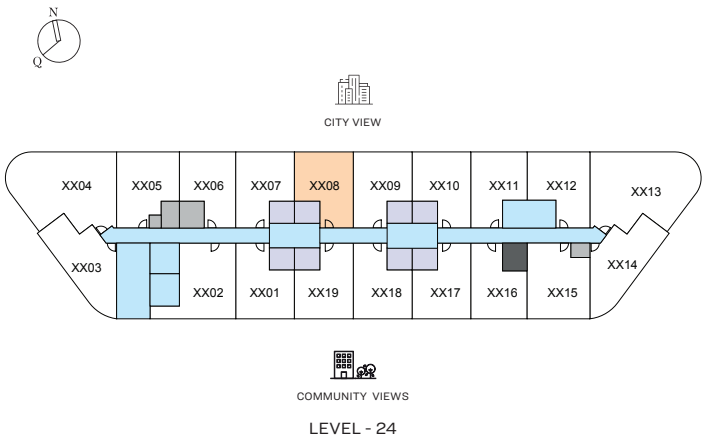 N
Q
CITY VIEW
XX04 XX05 XX06 XX07 XX08 XX09 XX10 XX11 XX12 XX13
XX03 XX02 XX01 XX19 XX18 XX17 XX16 XX15 XX14
COMMUNITY VIEWS
LEVEL - 24